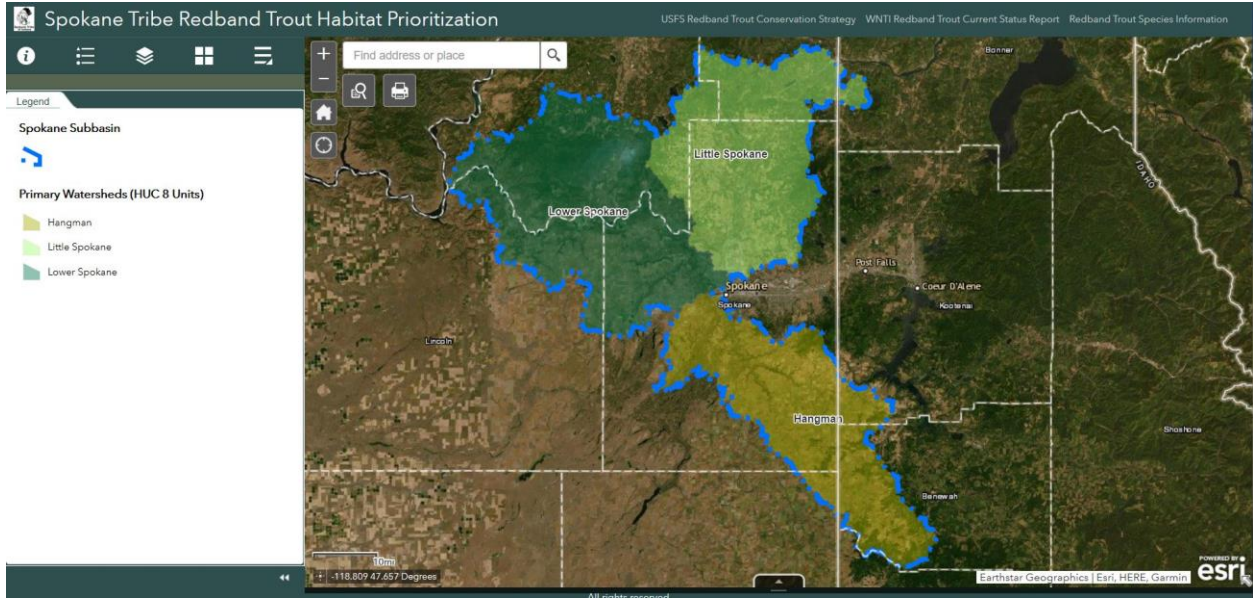 Spokane Tribe Redband Trout Habitat Prioritization
USFS Redband Trout Conservation Strategy WNTI Redband Trout Current Status Report Redband Trout Species Information
Find address or place
Legend
Spokane Subbasin
Primary Watersheds (HUC 8 Units)
Hangman
Little Spokane
Lower Spokane
Bonner
Little Spokane
IDAHO
Lower Spokane
Post Falls
Spokane
Coeur D'Alene
Spokane
Kootenai
Lincoln
Hangman
Shoshone
Benewah
10mi
-118.809 47.657 Degrees
Earthstar Geographics | Esri, HERE, Garmin
POWERED BY
esri
All rights reserved